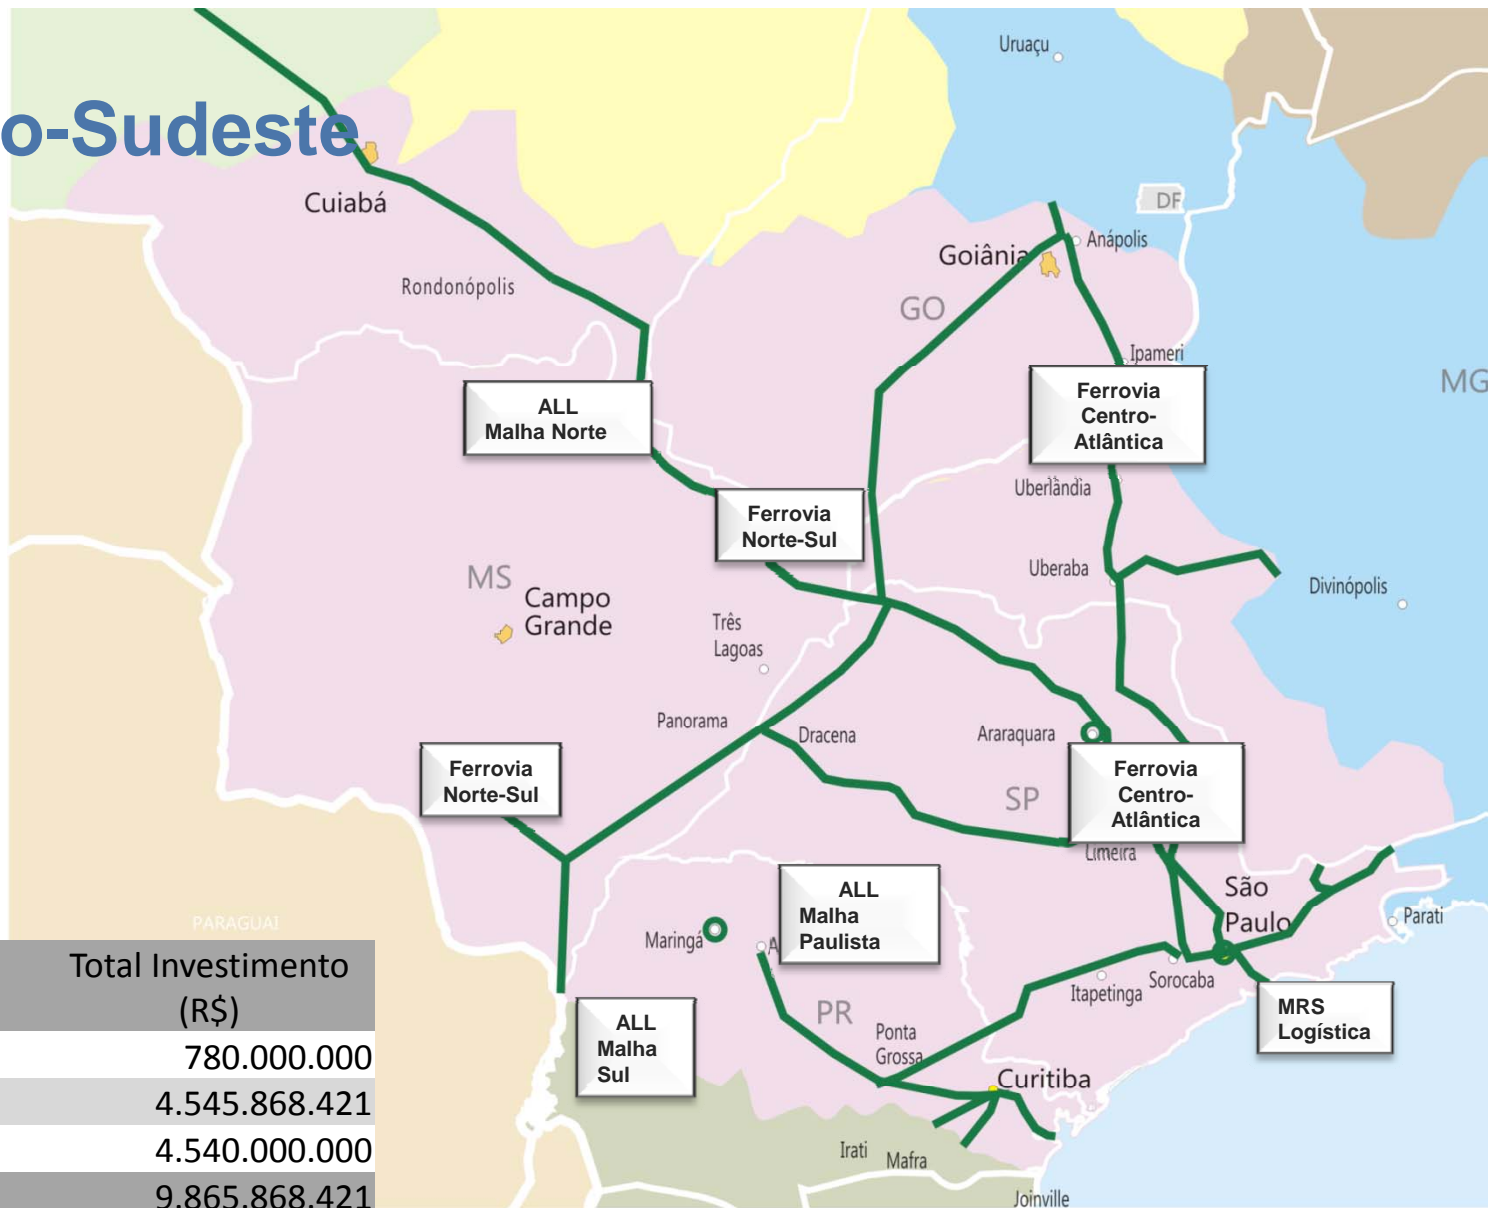 o-Sudeste
Uruaçu
DF
Cuiabá
Anápolis
Goiânia
Rondonópolis
GO
Ipameri
MG
ALL
Malha Norte
Ferrovia
Centro-
Atlântica
Uberlândia
Ferrovia
Norte-Sul
Uberaba
MS
Divinópolis
Campo
Grande
Três
Lagoas
Panorama
Dracena
Araraquara
Ferrovia
Norte-Sul
SP
Ferrovia
Centro-
Atlântica
Limeira
ALL
Malha
Paulista
São
Paulo
PARAGUAI
Parati
Maringá
A
Itapetinga
Sorocaba
Total Investimento
(R$)
780.000.000
4.545.868.421
4.540.000.000
9.865.868.421
ALL
Malha
Sul
PR
MRS
Logística
Ponta
Grossa
Curitiba
Irati
Mafra
Joinville